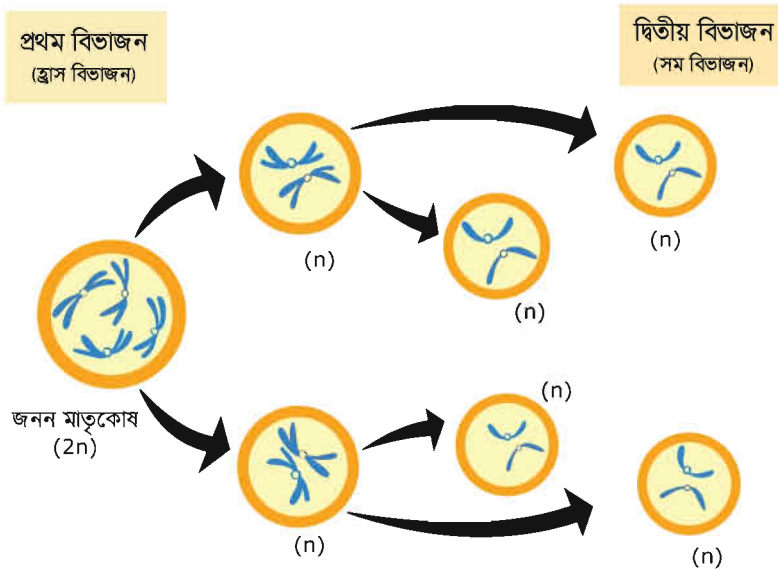 প্রথম বিভাজন
(হ্রাস বিভাজন)
দ্বিতীয় বিভাজন
(সম বিভাজন)
(n)
(n)
(n)
জনন মাতৃকোষ
(2n)
(n)
(n)
(n)